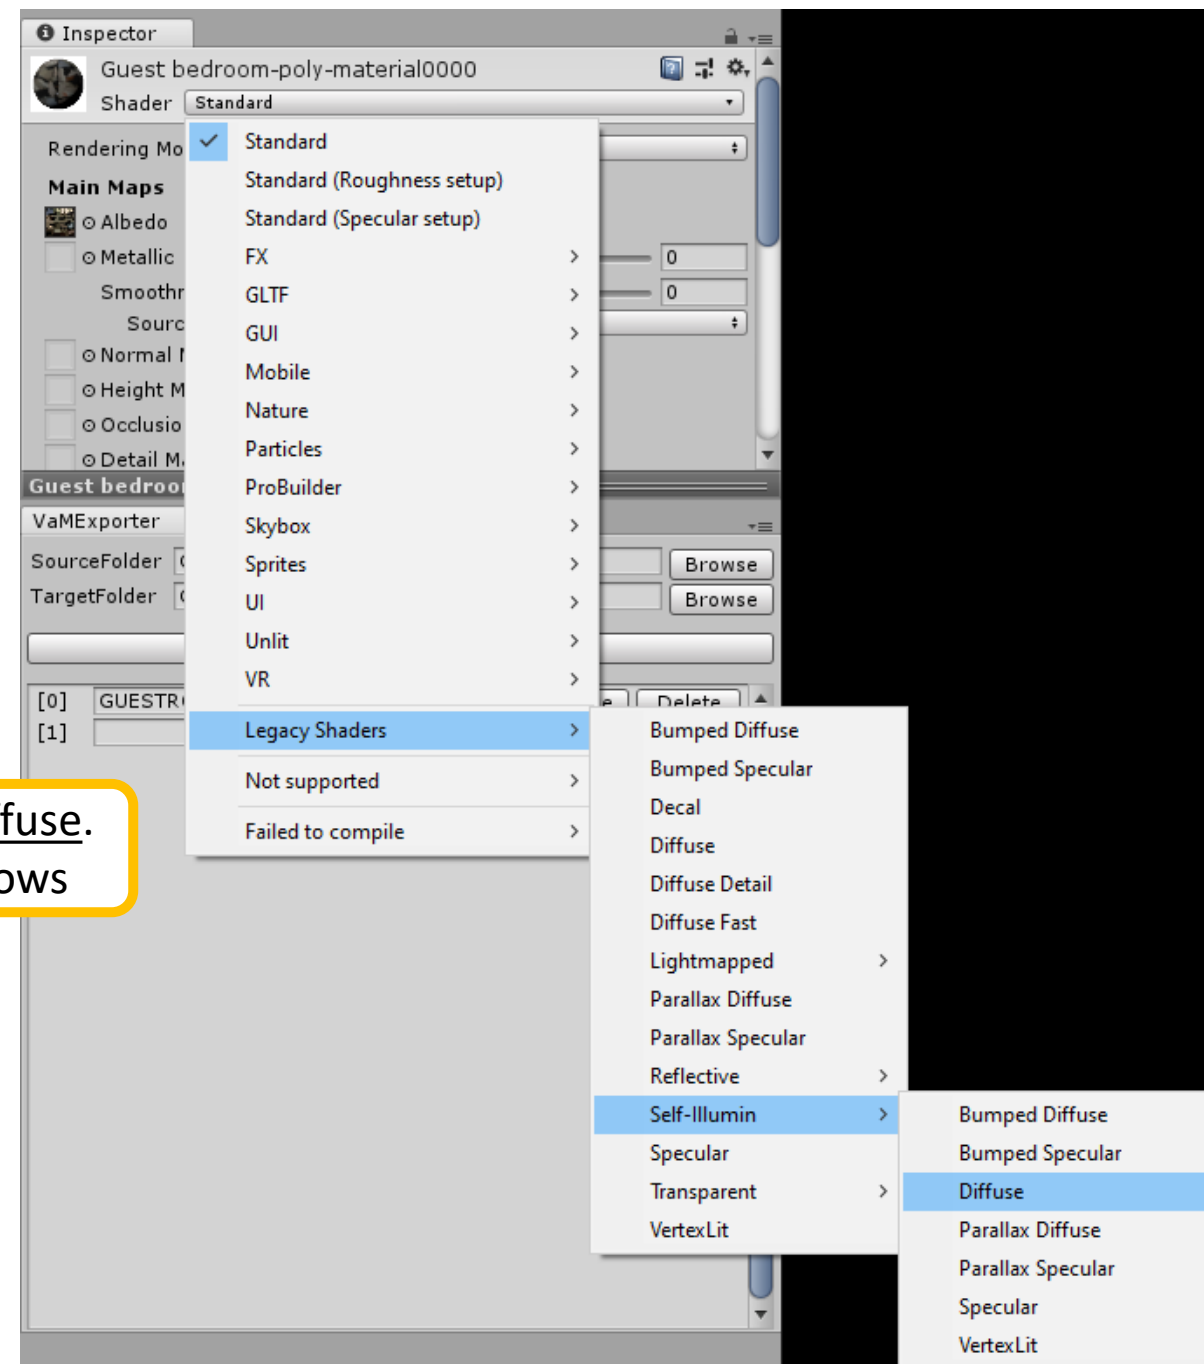 Inspector
Guest bedroom-poly-material0000
Shader Standard
Rendering Mo
Main Maps
Albedo
Metallic 0
Smoothr 0
Sourc
Normal
Height M
Occlusio
Detail M
Guest bedroo
VaMExporter
SourceFolder Browse
TargetFolder Browse
[0] GUESTR Delete
[1]
Standard
Standard (Roughness setup)
Standard (Specular setup)
FX
GLTF
GUI
Mobile
Nature
Particles
ProBuilder
Skybox
Sprites
UI
Unlit
VR
Legacy Shaders
Not supported
Failed to compile
Bumped Diffuse
Bumped Specular
Decal
Diffuse
Diffuse Detail
Diffuse Fast
Lightmapped
Parallax Diffuse
Parallax Specular
Reflective
Self-Illumin
Specular
Transparent
VertexLit
Bumped Diffuse
Bumped Specular
Diffuse
Parallax Diffuse
Parallax Specular
Specular
VertexLit
fuse.
ows